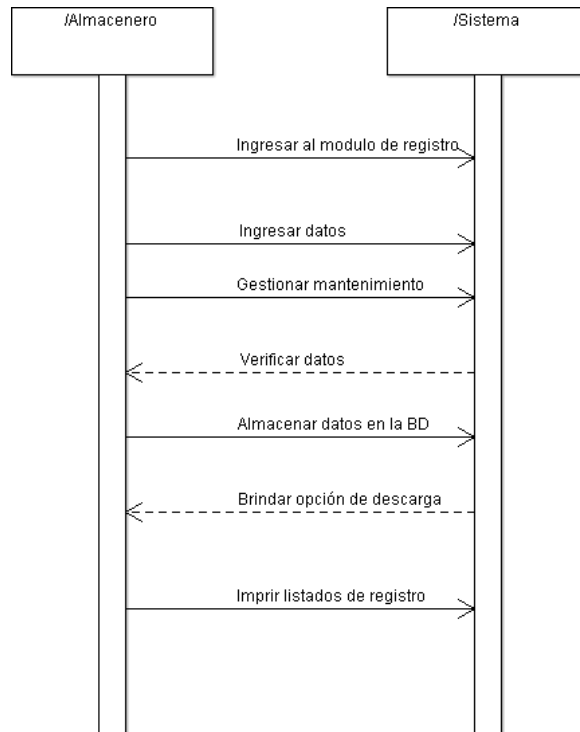 /Almacenero
/Sistema
Ingresar al modulo de registro
Ingresar datos
Gestionar mantenimiento
Verificar datos
Almacenar datos en la BD
Brindar opción de descarga
Imprir listados de registro